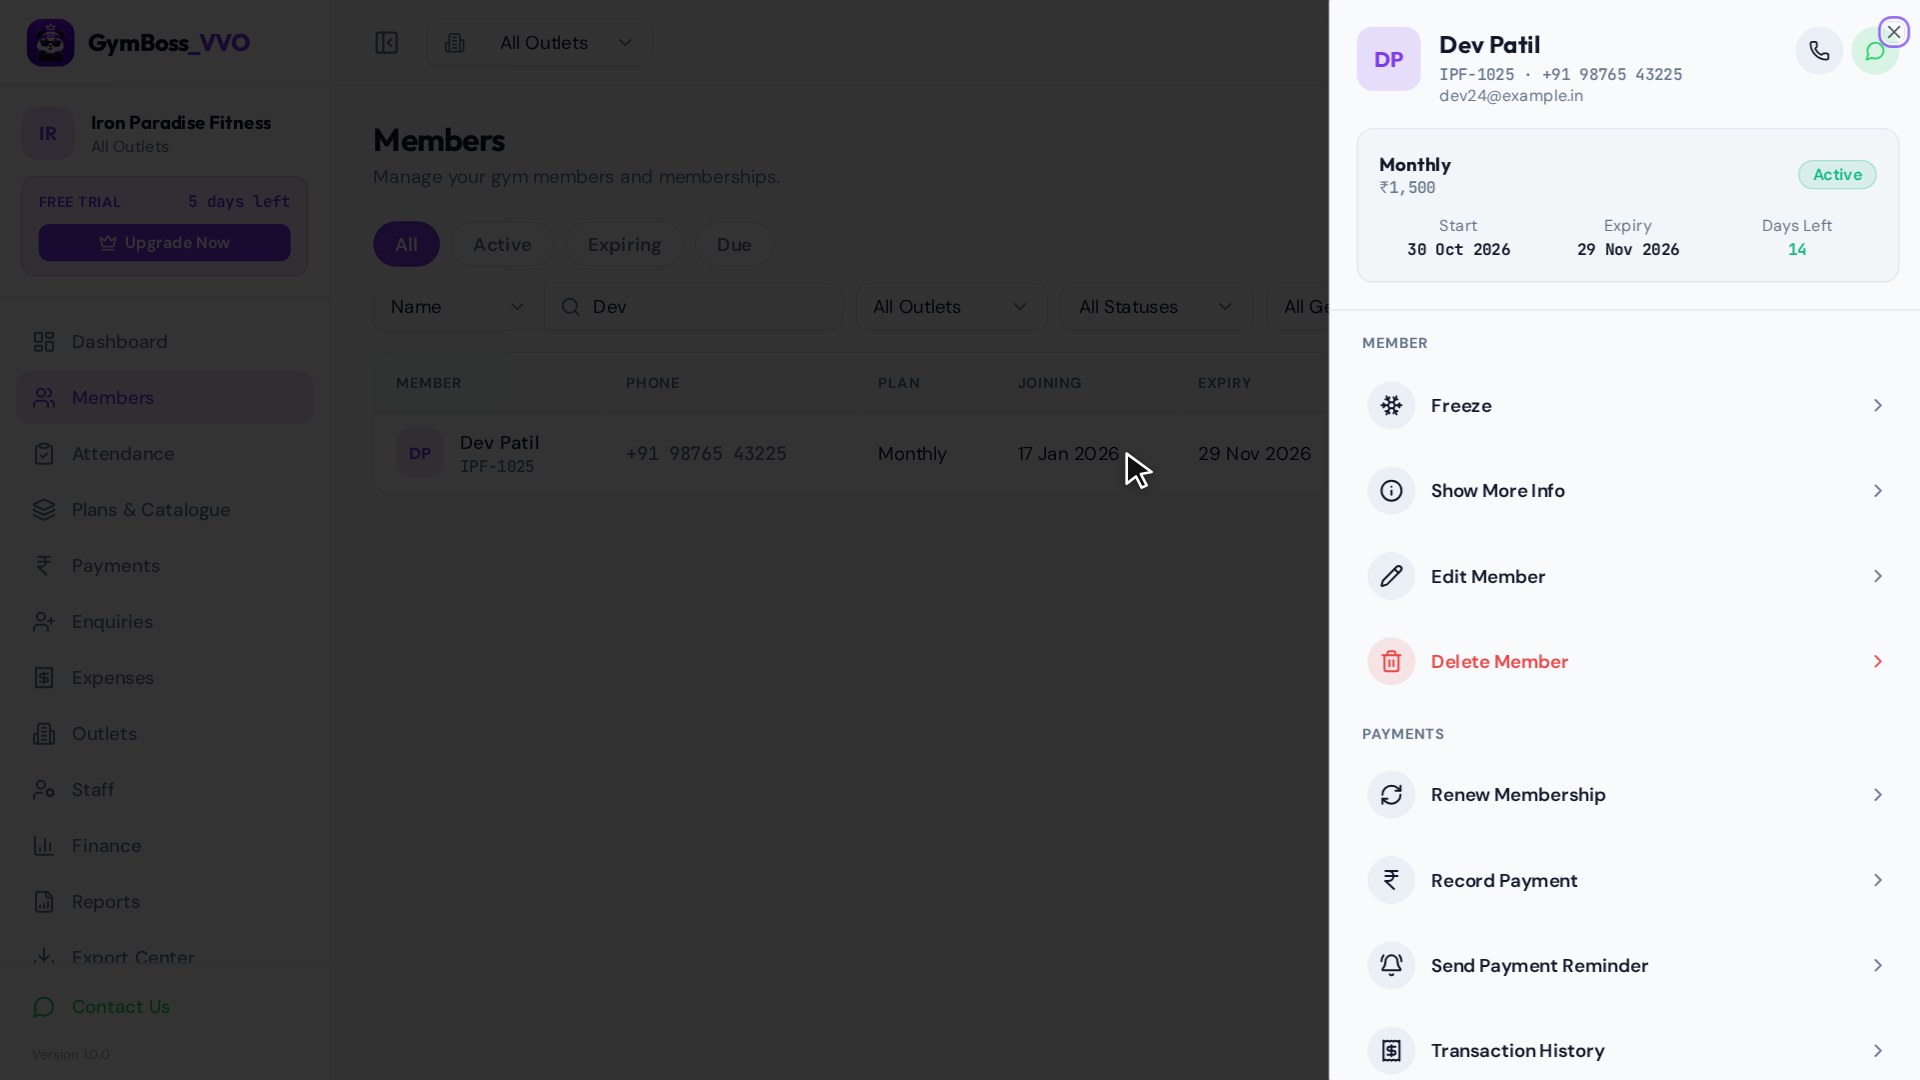 GymBoss_VVO
IR
Iron Paradise Fitness
All Outlets
FREE TRIAL
5 days left
Upgrade Now
Dashboard
Members
Attendance
Plans & Catalogue
Payments
Enquiries
Expenses
Outlets
Staff
Finance
Reports
Export Center
Contact Us
Version 1.0.0
All Outlets
Members
Manage your gym members and memberships.
All
Active
Expiring
Due
Name
Dev
All Outlets
All Statuses
All Ge
MEMBER
PHONE
PLAN
JOINING
EXPIRY
DP
Dev Patil
IPF-1025
+91 98765 43225
Monthly
17 Jan 2026
29 Nov 2026
DP
Dev Patil
IPF-1025 · +91 98765 43225
dev24@example.in
Monthly
₹1,500
Active
Start
Expiry
Days Left
30 Oct 2026
29 Nov 2026
14
MEMBER
Freeze
Show More Info
Edit Member
Delete Member
PAYMENTS
Renew Membership
Record Payment
Send Payment Reminder
Transaction History